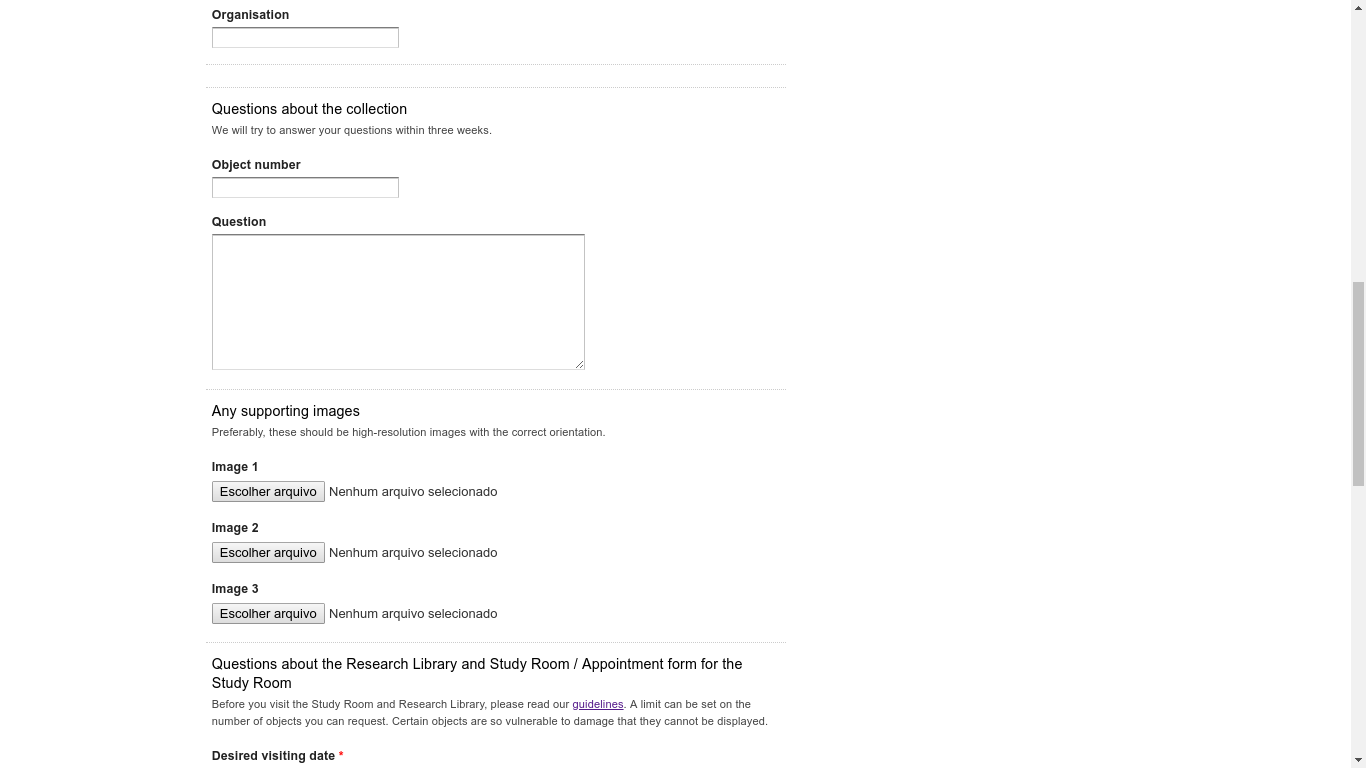 Organisation
Questions about the collection
We will try to answer your questions within three weeks.
Object number
Question
Any supporting images
Preferably, these should be high-resolution images with the correct orientation.
Image 1
Escolher arquivo Nenhum arquivo selecionado
Image 2
Escolher arquivo Nenhum arquivo selecionado
Image 3
Escolher arquivo Nenhum arquivo selecionado
Questions about the Research Library and Study Room / Appointment form for the
Study Room
Before you visit the Study Room and Research Library, please read our guidelines. A limit can be set on the
number of objects you can request. Certain objects are so vulnerable to damage that they cannot be displayed.
Desired visiting date *